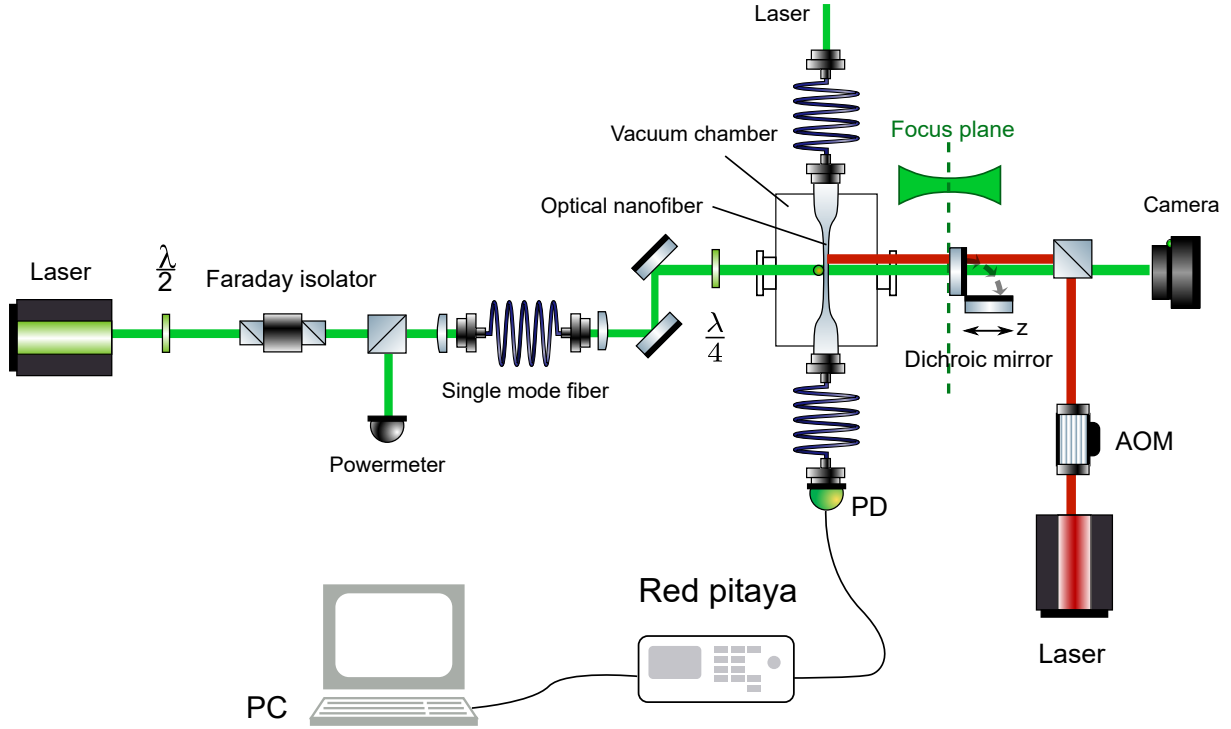 Laser
Vacuum chamber
Focus plane
Optical nanofiber
Camera
Laser
λ/2
Faraday isolator
λ/4
z
Dichroic mirror
Single mode fiber
Powermeter
AOM
PD
Red pitaya
Laser
PC